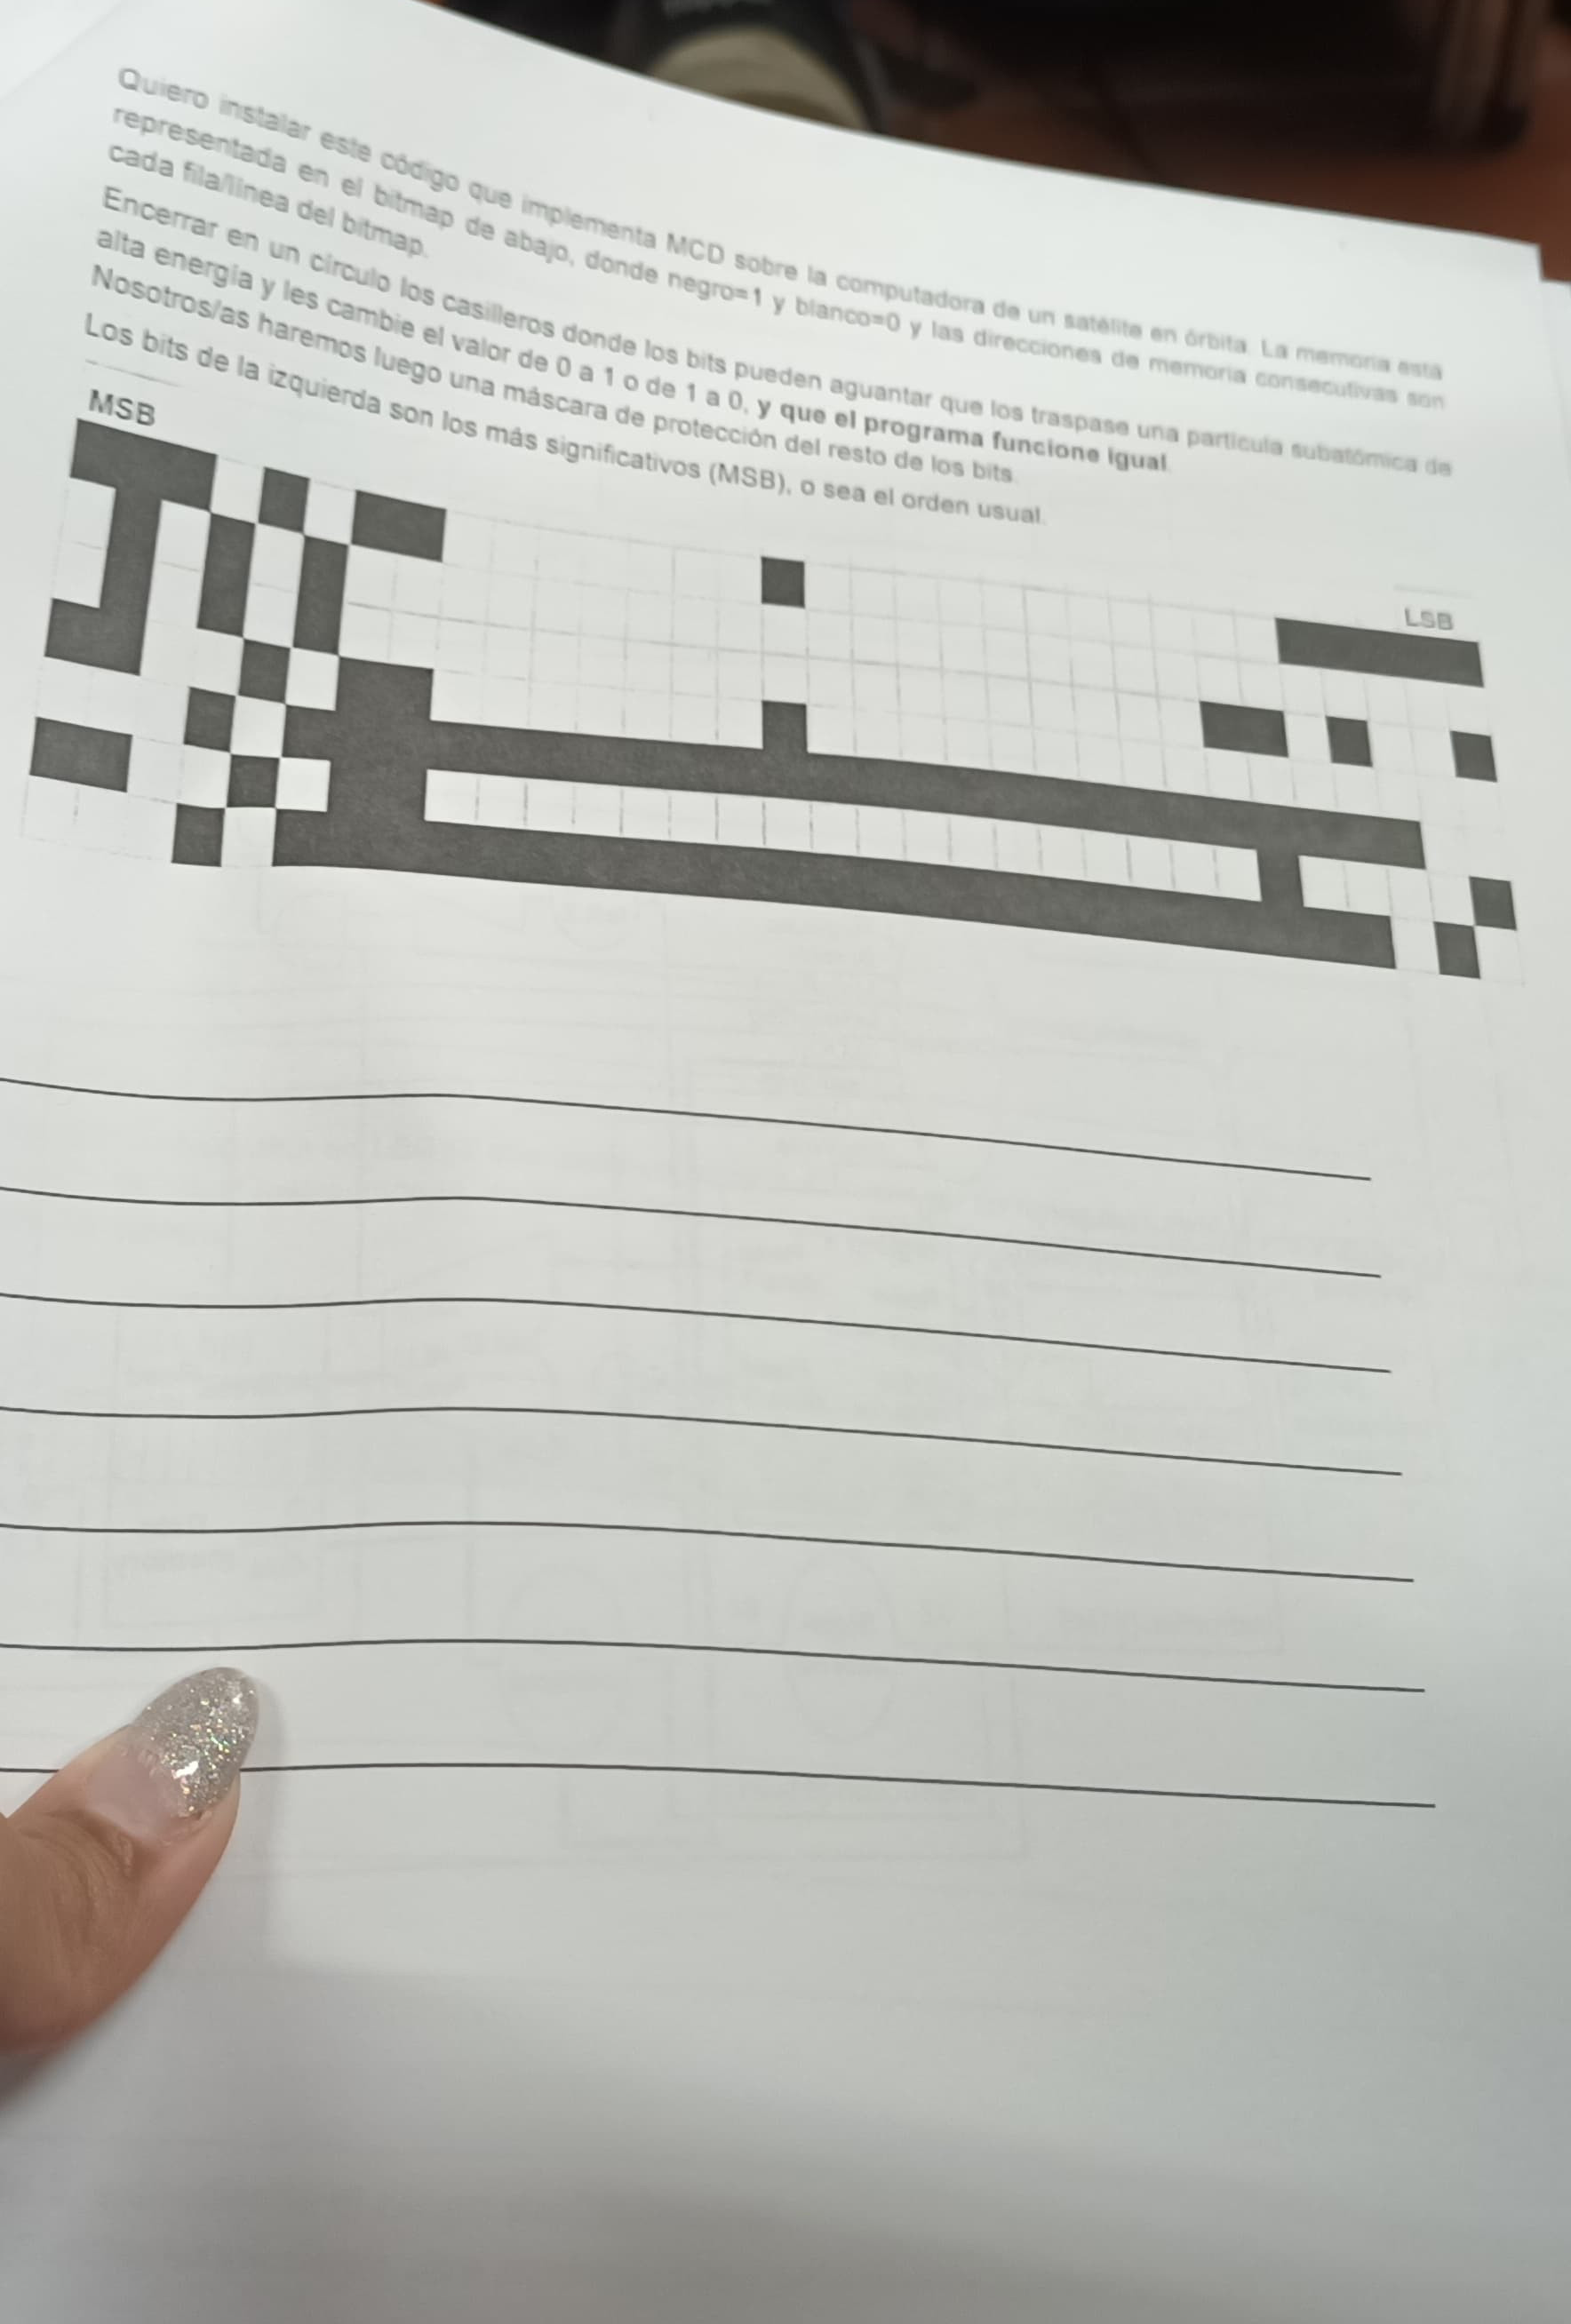 Quiero instalar este código que implementa MCD sobre la computadora de un satélite en órbita. La memoria está
representada en el bitmap de abajo, donde negro=1 y blanco=0 y las direcciones de memoria consecutivas son
cada fila/línea del bitmap.
Encerrar en un círculo los casilleros donde los bits pueden aguantar que los traspase una partícula subatómica de
alta energía y les cambie el valor de 0 a 1 o de 1 a 0, y que el programa funcione igual.
Nosotros/as haremos luego una máscara de protección del resto de los bits.
Los bits de la izquierda son los más significativos (MSB), o sea el orden usual.
MSB
LSB